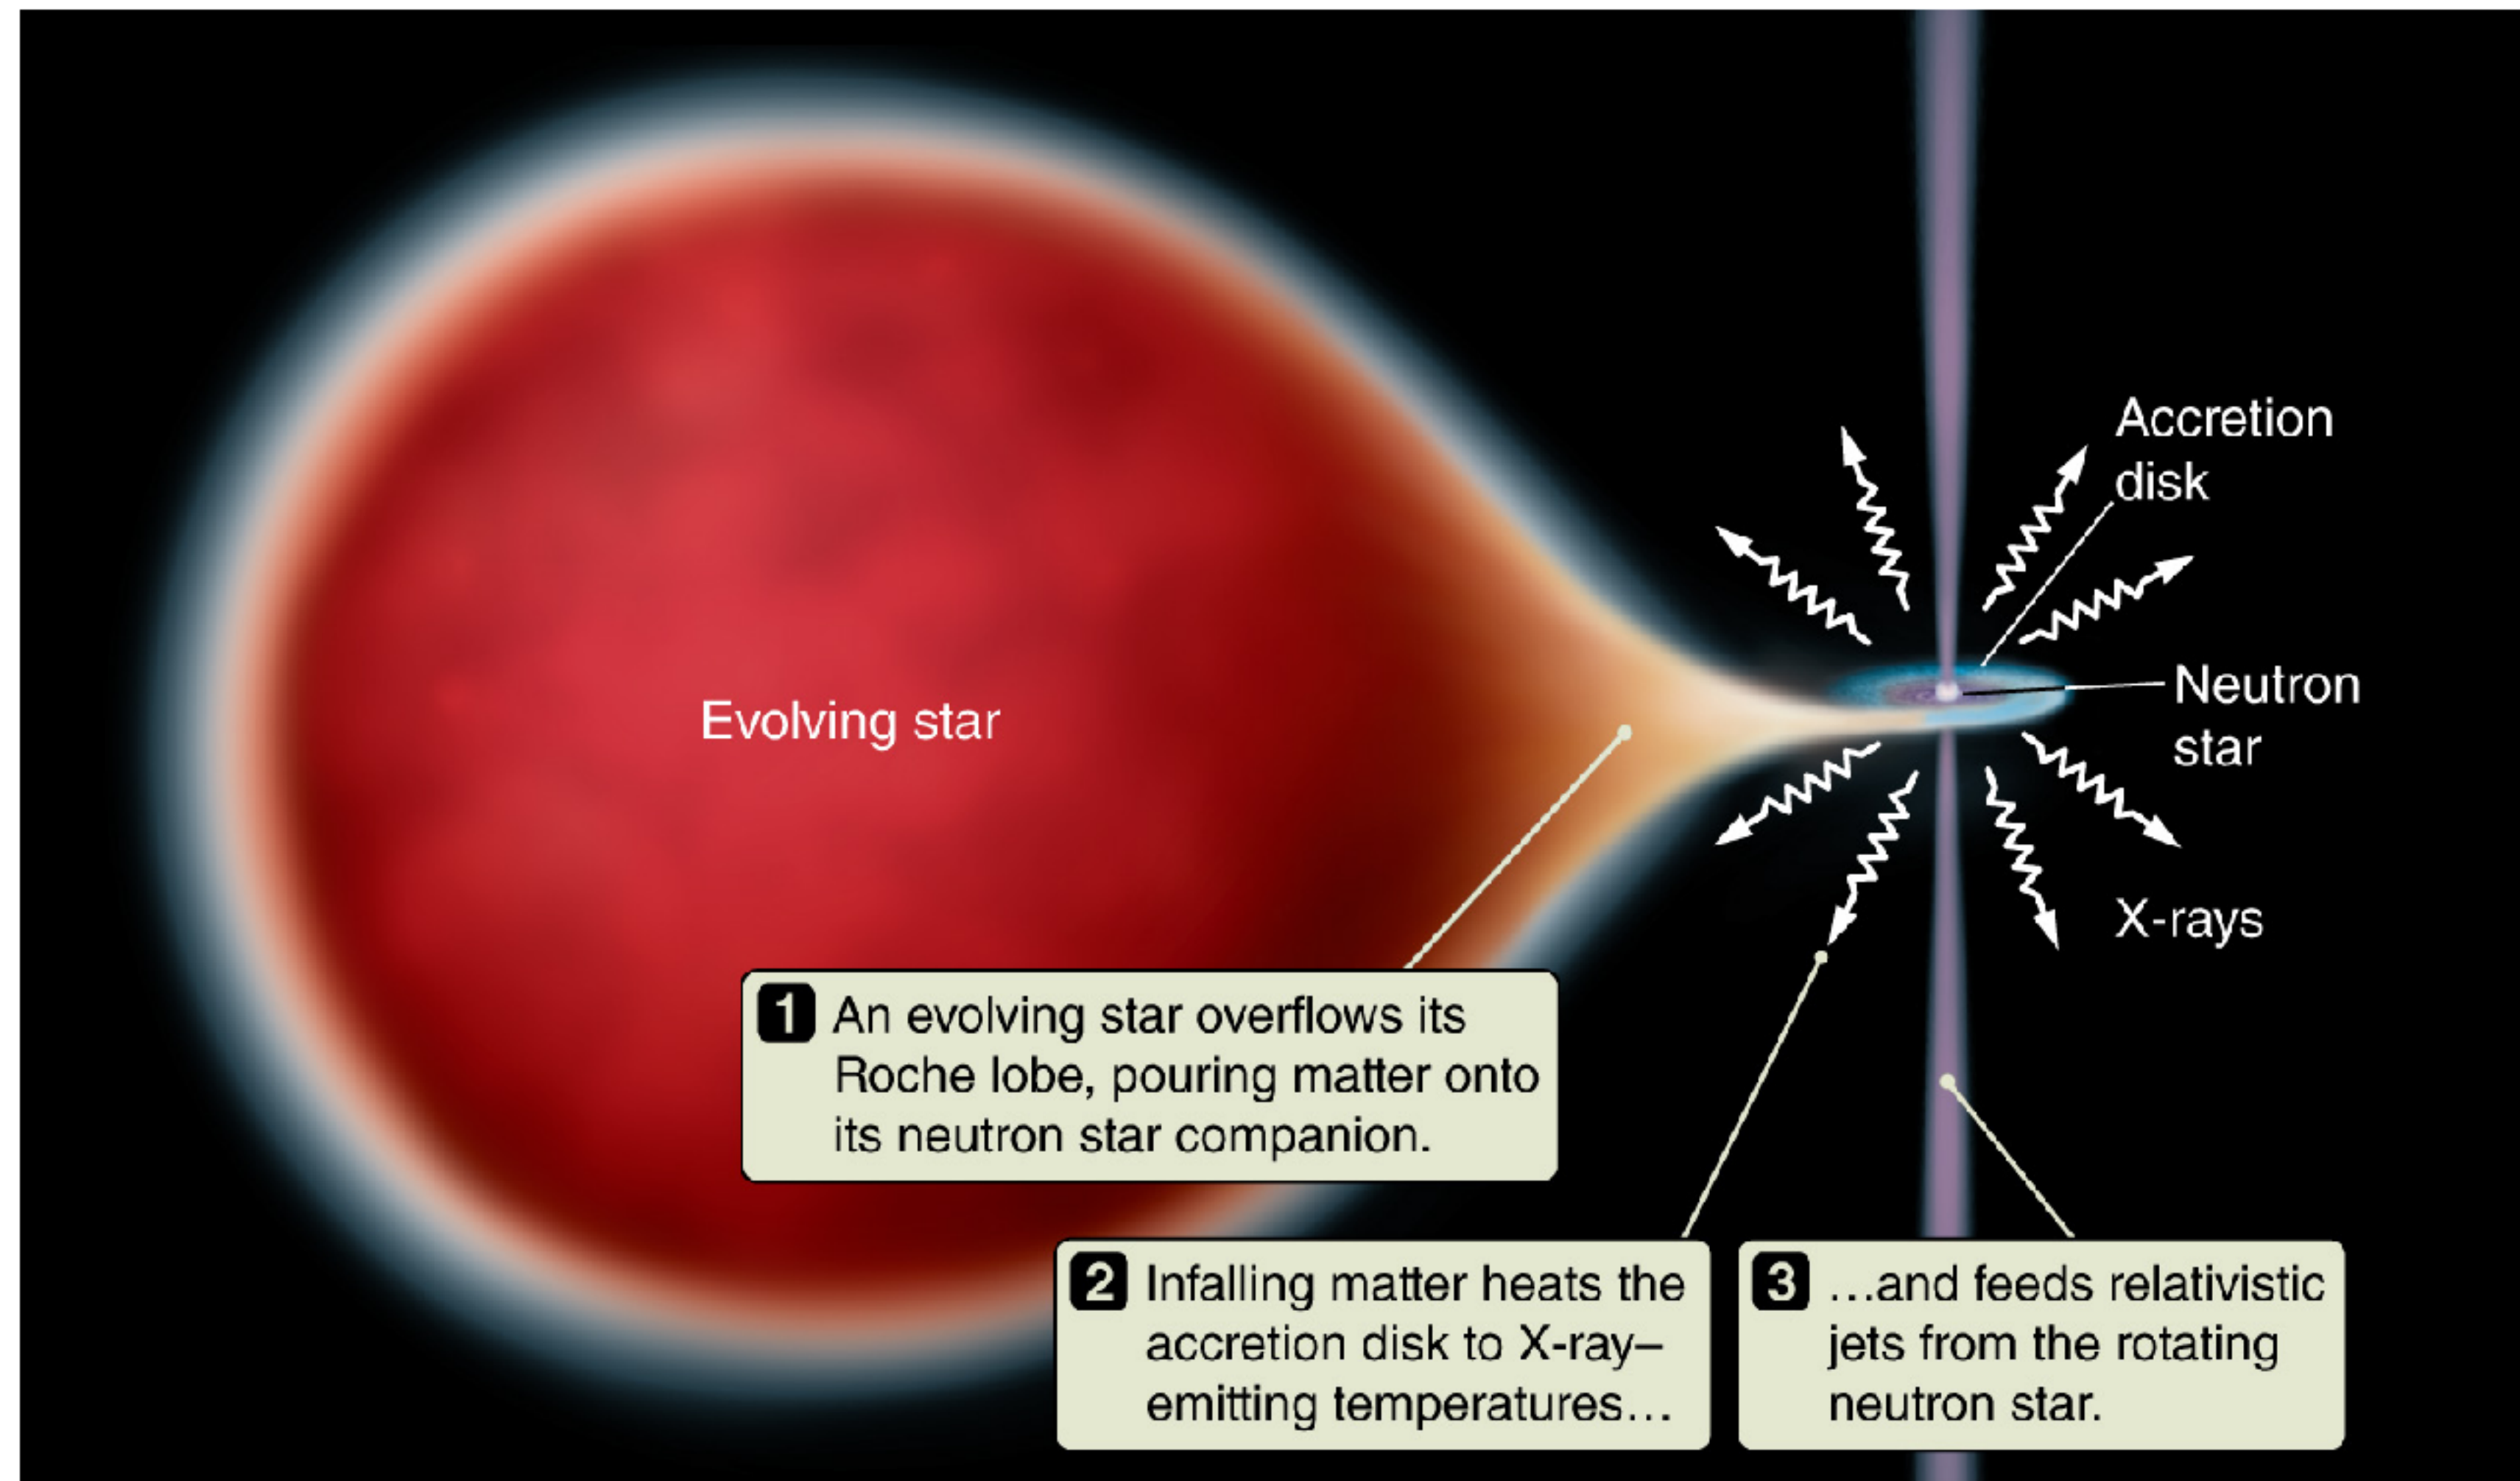 Accretion
disk
Neutron
star
Evolving star
X-rays
1 An evolving star overflows its
Roche lobe, pouring matter onto
its neutron star companion.
2 Infalling matter heats the
accretion disk to X-ray–
emitting temperatures…
3 …and feeds relativistic
jets from the rotating
neutron star.